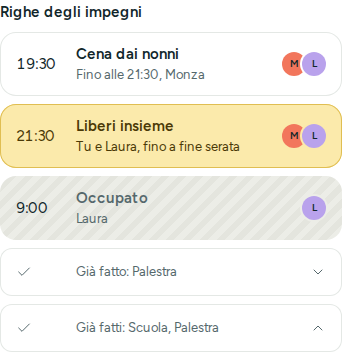 Righe degli impegni
19:30 Cena dai nonni M L
Fino alle 21:30, Monza
21:30 Liberi insieme M L
Tu e Laura, fino a fine serata
9:00 Occupato L
Laura
Già fatto: Palestra
Già fatti: Scuola, Palestra